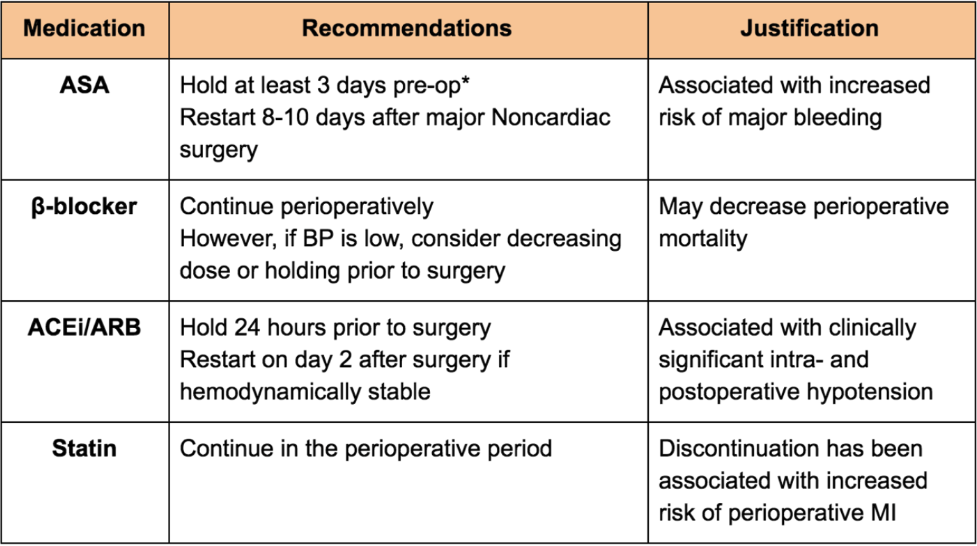 Medication Recommendations Justification
ASA Hold at least 3 days pre-op* Associated with increased
Restart 8-10 days after major Noncardiac risk of major bleeding
surgery
β-blocker Continue perioperatively May decrease perioperative
However, if BP is low, consider decreasing mortality
dose or holding prior to surgery
ACEi/ARB Hold 24 hours prior to surgery Associated with clinically
Restart on day 2 after surgery if significant intra- and
hemodynamically stable postoperative hypotension
Statin Continue in the perioperative period Discontinuation has been
associated with increased
risk of perioperative MI